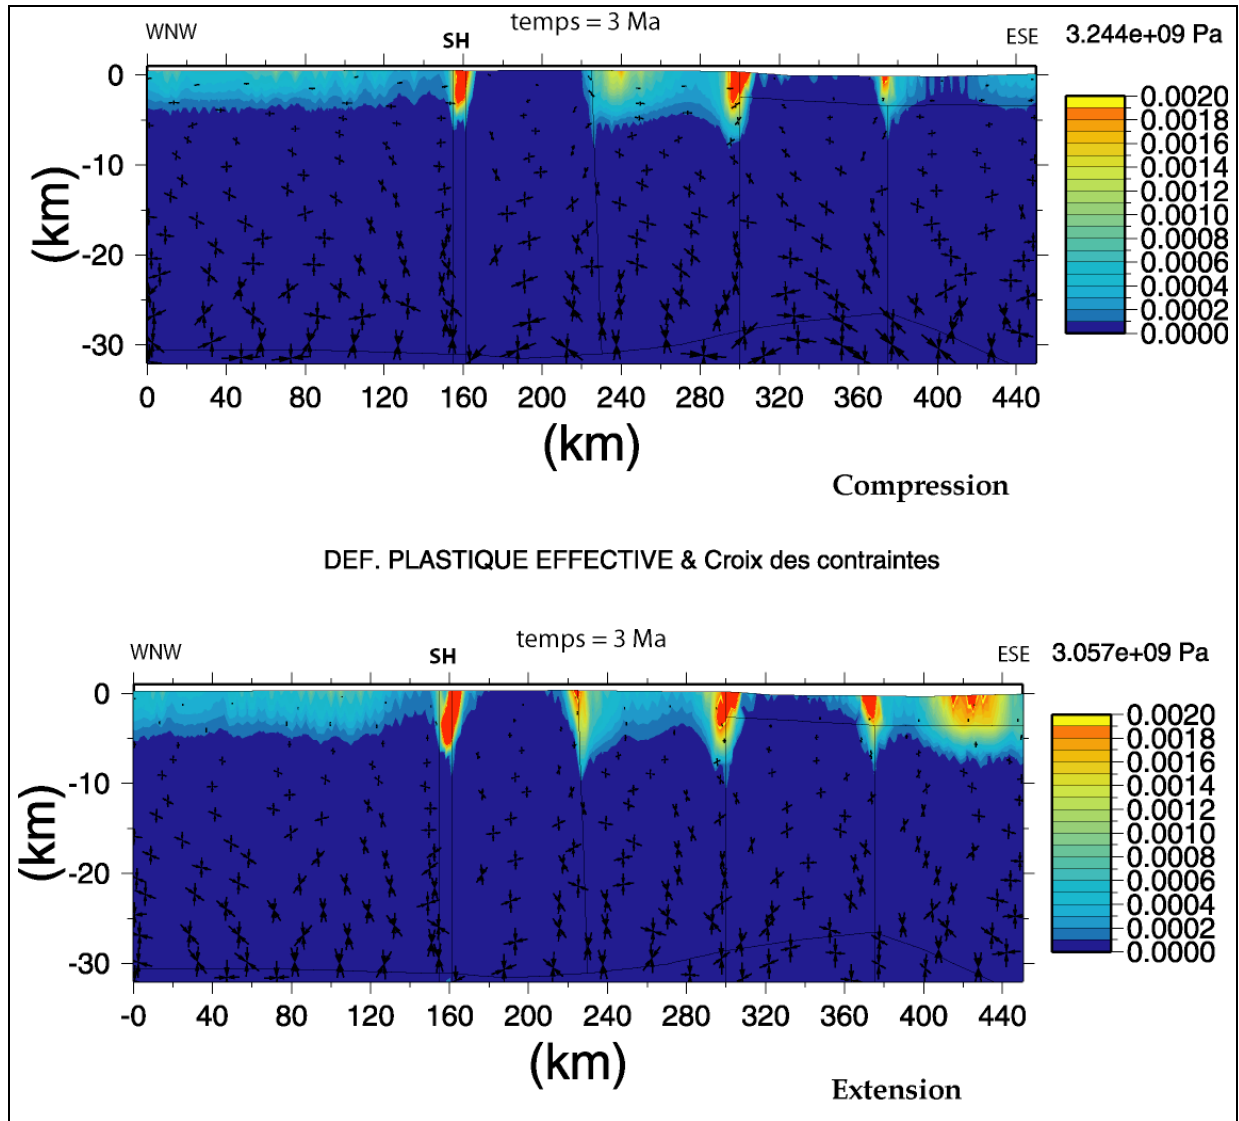 temps = 3 Ma
WNW
SH
ESE
3.244e+09 Pa
0
-10
-20
-30
(km)
0.0020
0.0018
0.0016
0.0014
0.0012
0.0010
0.0008
0.0006
0.0004
0.0002
0.0000
0 40 80 120 160 200 240 280 320 360 400 440
(km)
Compression
DEF. PLASTIQUE EFFECTIVE & Croix des contraintes
temps = 3 Ma
WNW
SH
ESE
3.057e+09 Pa
0
-10
-20
-30
(km)
0.0020
0.0018
0.0016
0.0014
0.0012
0.0010
0.0008
0.0006
0.0004
0.0002
0.0000
-0 40 80 120 160 200 240 280 320 360 400 440
(km)
Extension